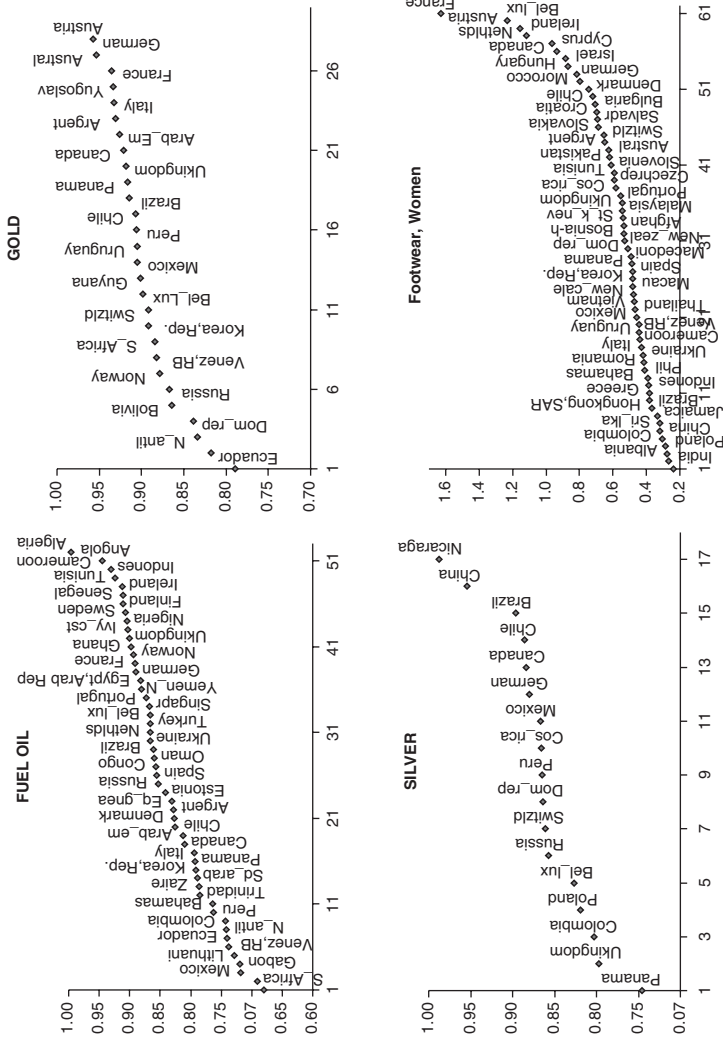 FUEL OIL
1.00
0.95
0.90
0.85
0.80
0.75
0.70
0.07
0.65
0.60
S_Africa
Mexico
Gabon
Lithuani
Venez,RB
Ecuador
N_antil
Colombia
Peru
Bahamas
Trinidad
Zaire
Sd_arab
Korea,Rep.
Panama
Italy
Canada
Arab_em
Chile
Denmark
Argent
Eq_gnea
Estonia
Russia
Spain
Congo
Oman
Brazil
Ukraine
Nethlds
Turkey
Bel_lux
Singapr
Portugal
Yemen_N
Egypt,Arab Rep
German
France
Norway
Ghana
Ukingdom
Ivy_cst
Nigeria
Sweden
Finland
Senegal
Ireland
Tunisia
Indones
Cameroon
Angola
Algeria
1 11 21 31 41 51
GOLD
1.00
0.95
0.90
0.85
0.80
0.75
0.70
Ecuador
N_antil
Dom_rep
Bolivia
Russia
Norway
Venez,RB
S_Africa
Korea,Rep.
Switzld
Bel_Lux
Guyana
Mexico
Uruguay
Peru
Chile
Brazil
Panama
Ukingdom
Canada
Arab_Em
Argent
Italy
Yugoslav
France
Austral
German
Austria
1 6 11 16 21 26
SILVER
1.00
0.95
0.90
0.85
0.80
0.75
0.07
Panama
Ukingdom
Colombia
Poland
Bel_lux
Russia
Switzld
Dom_rep
Peru
Cos_rica
Mexico
German
Canada
Chile
Brazil
China
Nicaraga
1 3 5 7 9 11 13 15 17
Footwear, Women
1.6
1.4
1.2
1.0
0.8
0.6
0.4
0.2
India
Albania
Poland
Colombia
China
Sri_lka
Jamaica
Hongkong,SAR
Brazil
Greece
Indones
Bahamas
Phil
Romania
Ukraine
Italy
Cameroon
Uruguay
Venez,RB
Mexico
Vietnam
Thailand
New_cale
Macau
Korea,Rep.
Spain
Panama
Macedoni
Dom_rep
New_zeal
Bosnia-h
Afghan
St_k_nev
Malaysia
Ukingdom
Portugal
Cos_rica
Czechrep
Tunisia
Slovenia
Pakistan
Austral
Argent
Switzld
Slovakia
Salvadr
Croatia
Bulgaria
Chile
Denmark
Morocco
German
Hungary
Israel
Canada
Cyprus
Nethlds
Ireland
Austria
Bel_lux
France
1 11 31 41 51 61